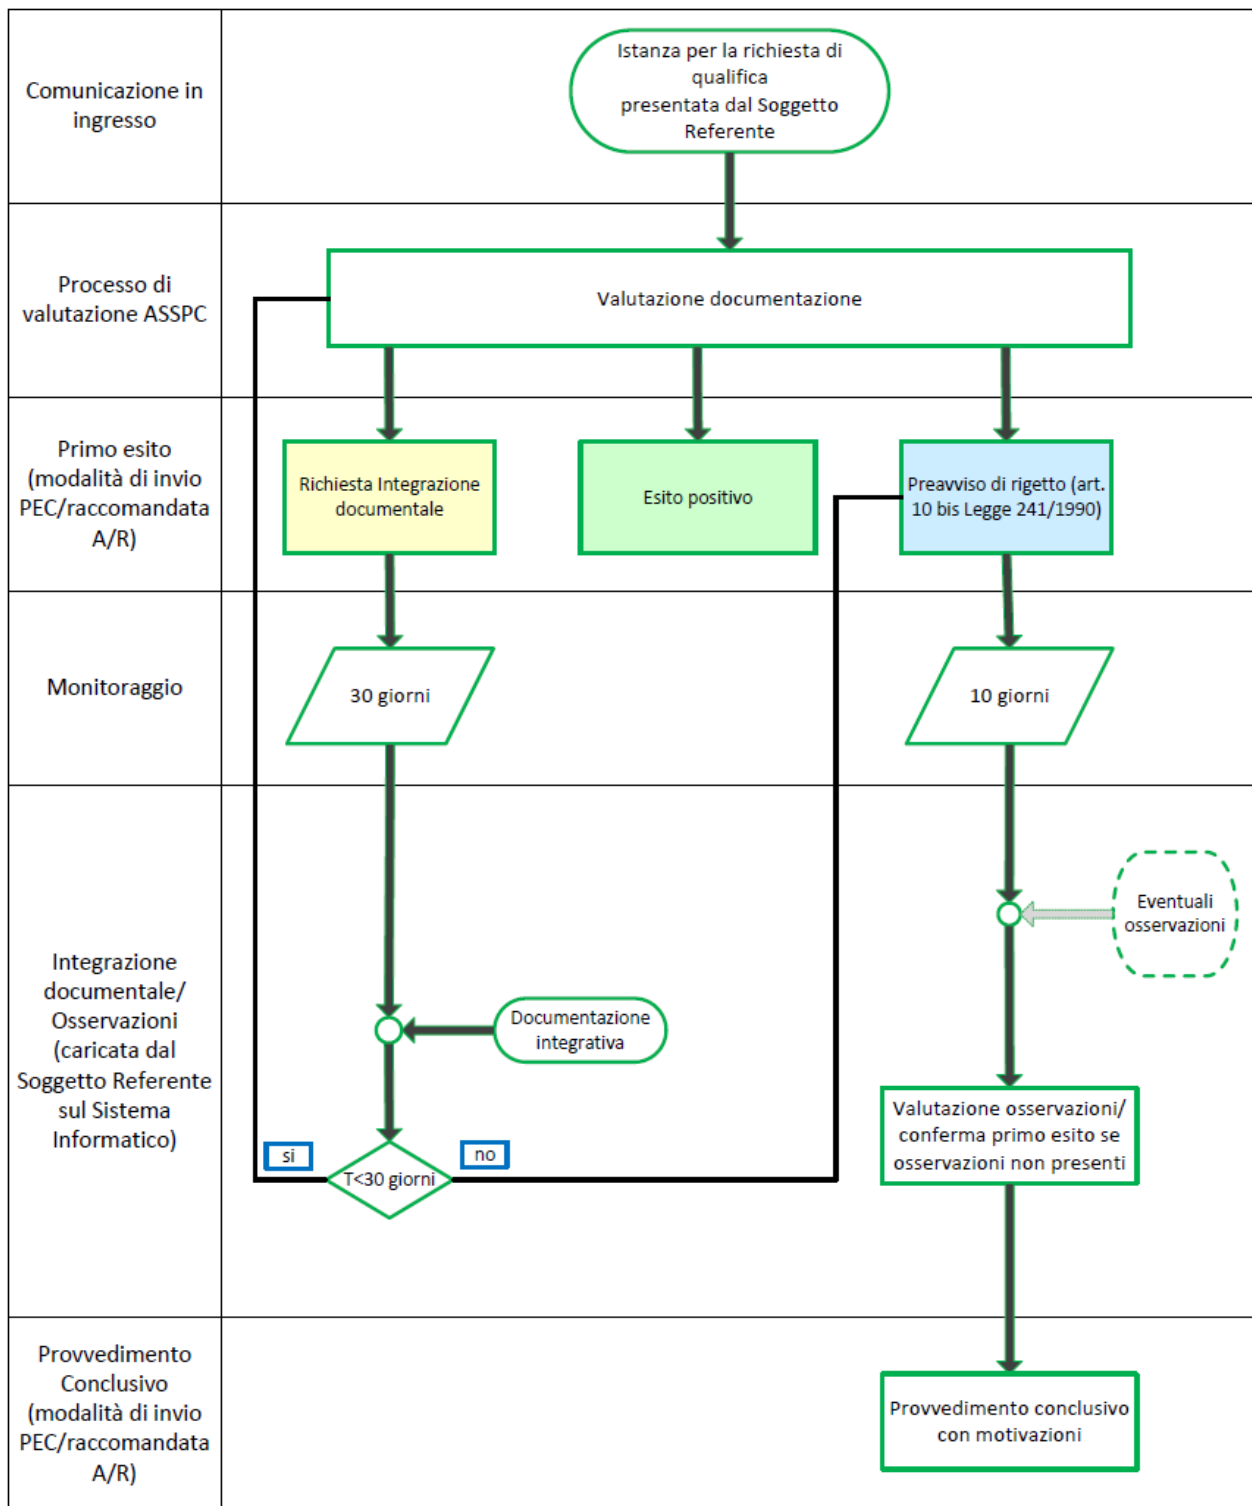 Comunicazione in
ingresso
Istanza per la richiesta di
qualifica
presentata dal Soggetto
Referente
Processo di
valutazione ASSPC
Valutazione documentazione
Primo esito
(modalità di invio
PEC/raccomandata
A/R)
Richiesta Integrazione
documentale
Esito positivo
Preavviso di rigetto (art.
10 bis Legge 241/1990)
Monitoraggio
30 giorni
10 giorni
Integrazione
documentale/
Osservazioni
(caricata dal
Soggetto Referente
sul Sistema
Informatico)
Eventuali
osservazioni
Documentazione
integrativa
si
no
T<30 giorni
Valutazione osservazioni/
conferma primo esito se
osservazioni non presenti
Provvedimento
Conclusivo
(modalità di invio
PEC/raccomandata
A/R)
Provvedimento conclusivo
con motivazioni